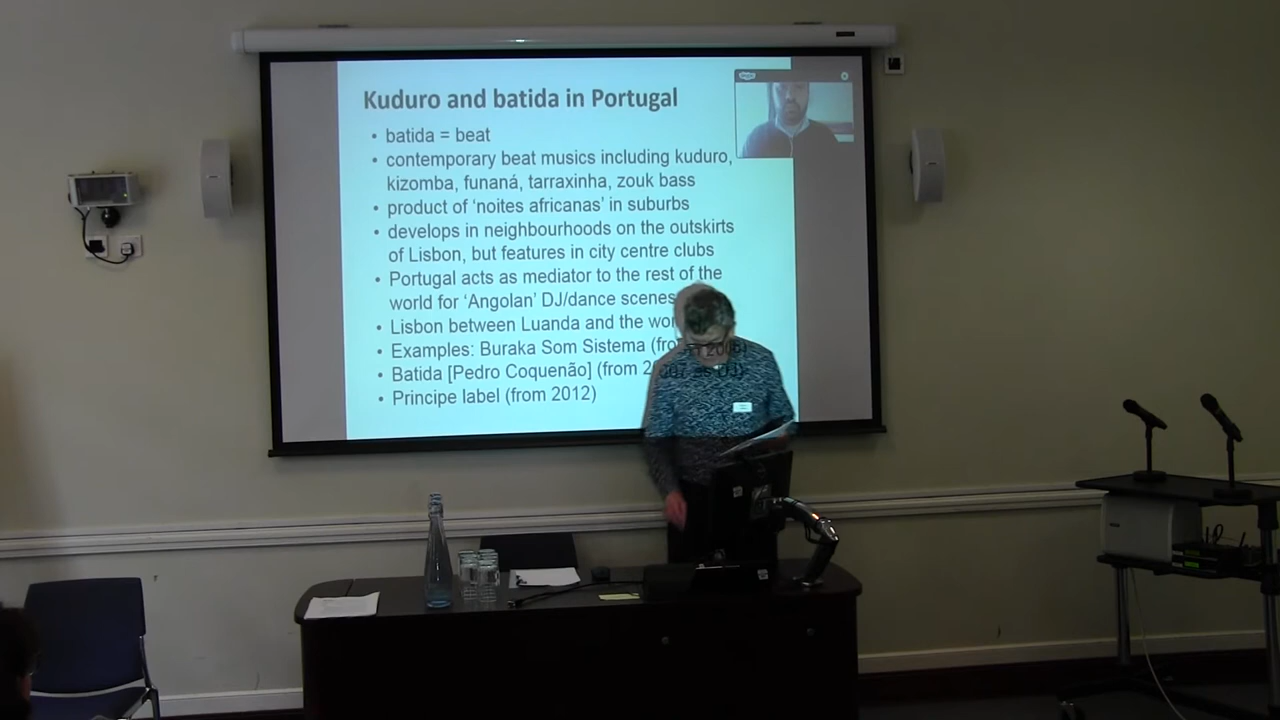 Kuduro and batida in Portugal
• batida = beat
• contemporary beat musics including kuduro,
kizomba, funaná, tarraxinha, zouk bass
• product of ‘noites africanas’ in suburbs
• develops in neighbourhoods on the outskirts
of Lisbon, but features in city centre clubs
• Portugal acts as mediator to the rest of the
world for ‘Angolan’ DJ/dance scenes
• Lisbon between Luanda and the
• Examples: Buraka Som Sistema
• Batida [Pedro Coquenão] (from
• Principe label (from 2012)